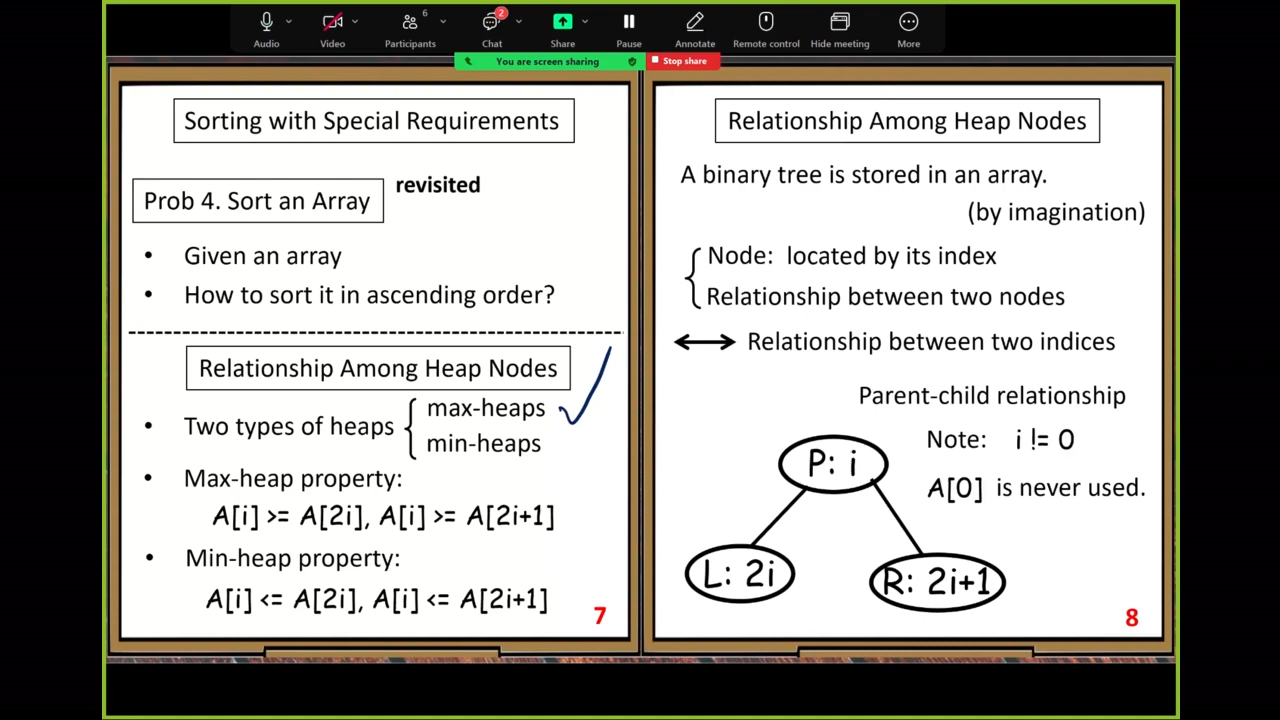 6
2
Audio
Video
Participants
Chat
Share
Pause
Annotate
Remote control
Hide meeting
More
You are screen sharing
Stop share
Sorting with Special Requirements
revisited
Prob 4. Sort an Array
• Given an array
• How to sort it in ascending order?
Relationship Among Heap Nodes
• Two types of heaps { max-heaps
min-heaps
• Max-heap property:
A[i] >= A[2i], A[i] >= A[2i+1]
• Min-heap property:
A[i] <= A[2i], A[i] <= A[2i+1]
7
Relationship Among Heap Nodes
A binary tree is stored in an array.
(by imagination)
Node: located by its index
Relationship between two nodes
Relationship between two indices
Parent-child relationship
Note: i != 0
P: i
A[0] is never used.
L: 2i
R: 2i+1
8